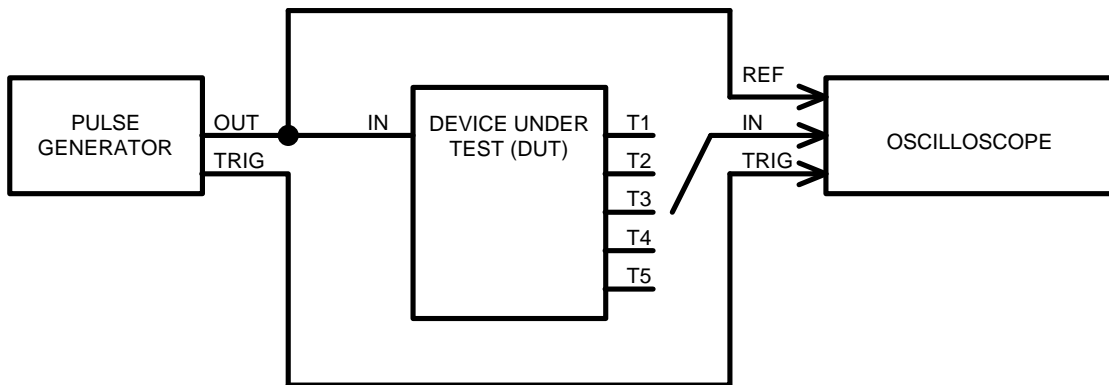 REF
PULSE
GENERATOR
OUT
TRIG
IN
DEVICE UNDER
TEST (DUT)
T1
T2
T3
T4
T5
IN
TRIG
OSCILLOSCOPE